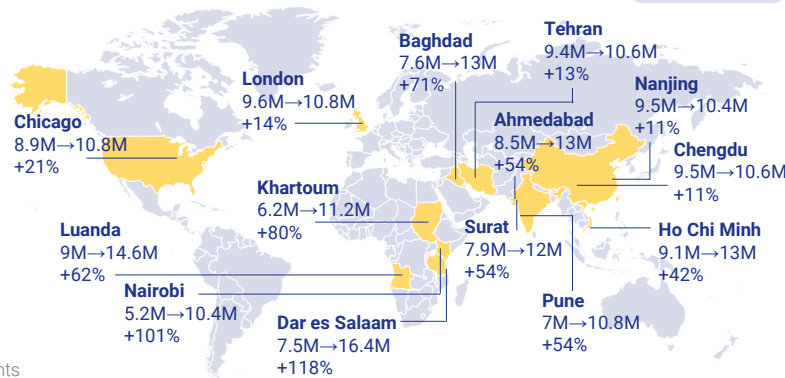 Tehran
9.4M→10.6M
+13%
Baghdad
7.6M→13M
+71%
London
9.6M→10.8M
+14%
Nanjing
9.5M→10.4M
+11%
Chicago
8.9M→10.8M
+21%
Ahmedabad
8.5M→13M
+54%
Chengdu
9.5M→10.6M
+11%
Khartoum
6.2M→11.2M
+80%
Luanda
9M→14.6M
+62%
Surat
7.9M→12M
+54%
Ho Chi Minh
9.1M→13M
+42%
Nairobi
5.2M→10.4M
+101%
Pune
7M→10.8M
+54%
Dar es Salaam
7.5M→16.4M
+118%
nts